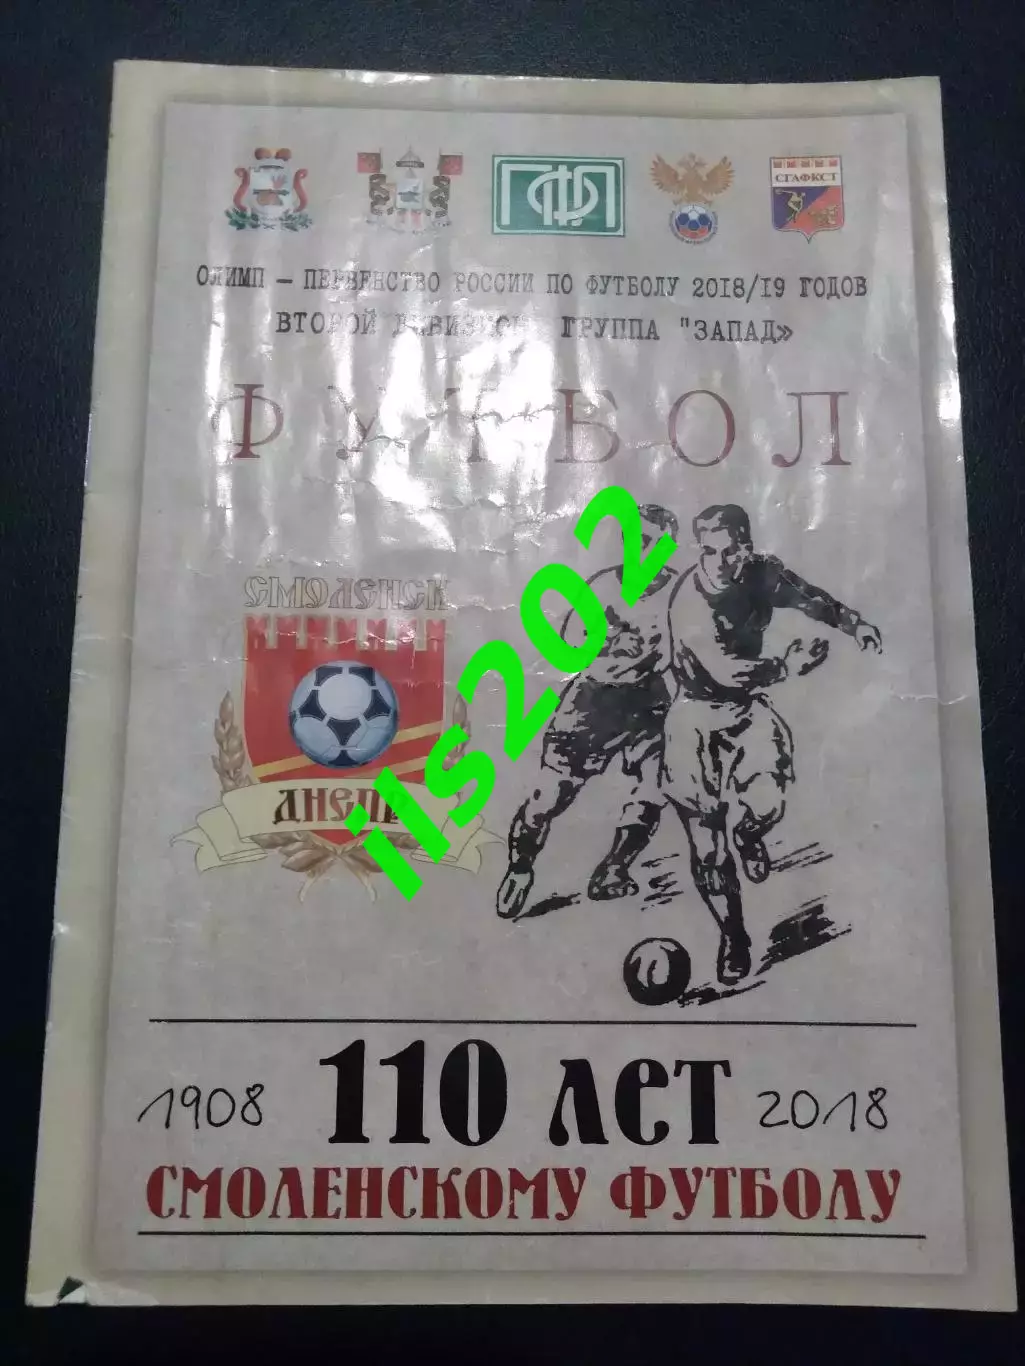 ПФЛ
СГАФКСТ
ОЛИМП - ПЕРВЕНСТВО РОССИИ ПО ФУТБОЛУ 2018/19 ГОДОВ
ВТОРОЙ ДИВИЗИОН ГРУППА "ЗАПАД»
ФУТБОЛ
СМОЛЕНСК
ДНЕПР
ils202
1908 110 ЛЕТ 2018
СМОЛЕНСКОМУ ФУТБОЛУ